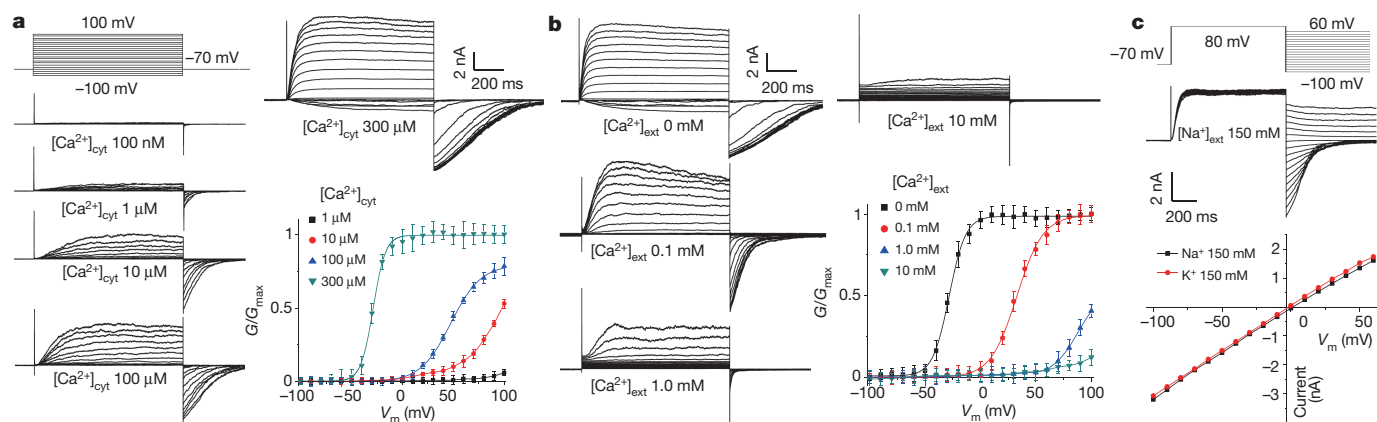 a
100 mV
−70 mV
−100 mV
[Ca²⁺]cyt 100 nM
[Ca²⁺]cyt 1 μM
[Ca²⁺]cyt 10 μM
[Ca²⁺]cyt 100 μM
[Ca²⁺]cyt 300 μM
2 nA
200 ms
[Ca²⁺]cyt
1 μM
10 μM
100 μM
300 μM
G/Gmax
1
0.5
0
−100 −50 0 50 100
Vm (mV)
b
[Ca²⁺]ext 0 mM
2 nA
200 ms
[Ca²⁺]ext 0.1 mM
[Ca²⁺]ext 1.0 mM
[Ca²⁺]ext 10 mM
[Ca²⁺]ext
0 mM
0.1 mM
1.0 mM
10 mM
G/Gmax
1
0.5
0
−100 −50 0 50 100
Vm (mV)
c
60 mV
−70 mV
80 mV
−100 mV
[Na⁺]ext 150 mM
2 nA
200 ms
Na⁺ 150 mM
K⁺ 150 mM
2
1
−100 −50 0 50
Vm (mV)
−1
−2
−3
Current
(nA)